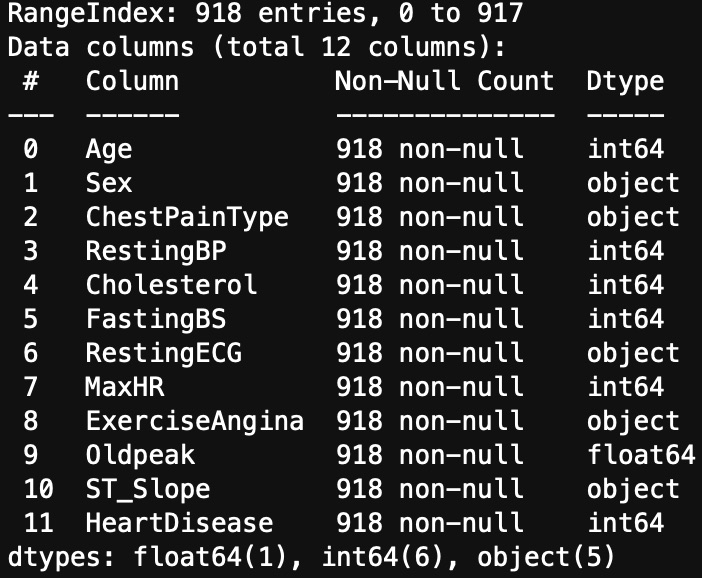 RangeIndex: 918 entries, 0 to 917
Data columns (total 12 columns):
 #   Column          Non-Null Count  Dtype
---  ------          --------------  -----
 0   Age             918 non-null    int64
 1   Sex             918 non-null    object
 2   ChestPainType   918 non-null    object
 3   RestingBP       918 non-null    int64
 4   Cholesterol     918 non-null    int64
 5   FastingBS       918 non-null    int64
 6   RestingECG      918 non-null    object
 7   MaxHR           918 non-null    int64
 8   ExerciseAngina  918 non-null    object
 9   Oldpeak         918 non-null    float64
 10  ST_Slope        918 non-null    object
 11  HeartDisease    918 non-null    int64
dtypes: float64(1), int64(6), object(5)